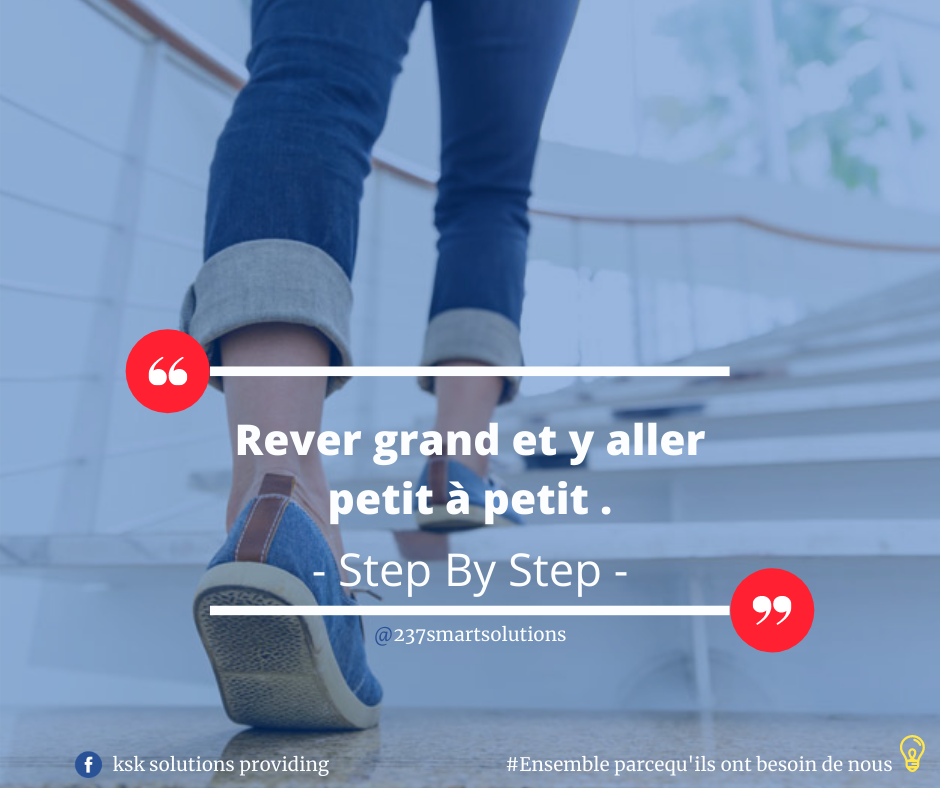 Rever grand et y aller
petit à petit .
- Step By Step -
@237smartsolutions
ksk solutions providing
#Ensemble parcequ'ils ont besoin de nous